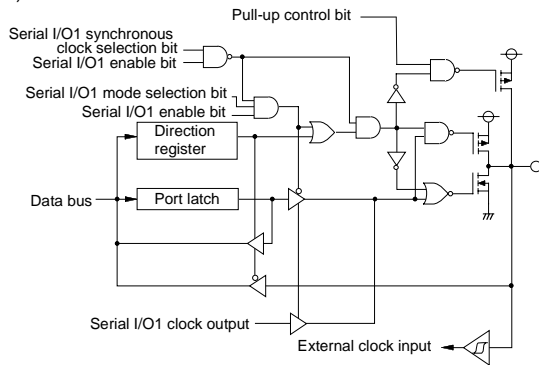 )
Pull-up control bit
Serial I/O1 synchronous
clock selection bit
Serial I/O1 enable bit
Serial I/O1 mode selection bit
Serial I/O1 enable bit
Direction
register
Data bus
Port latch
Serial I/O1 clock output
External clock input